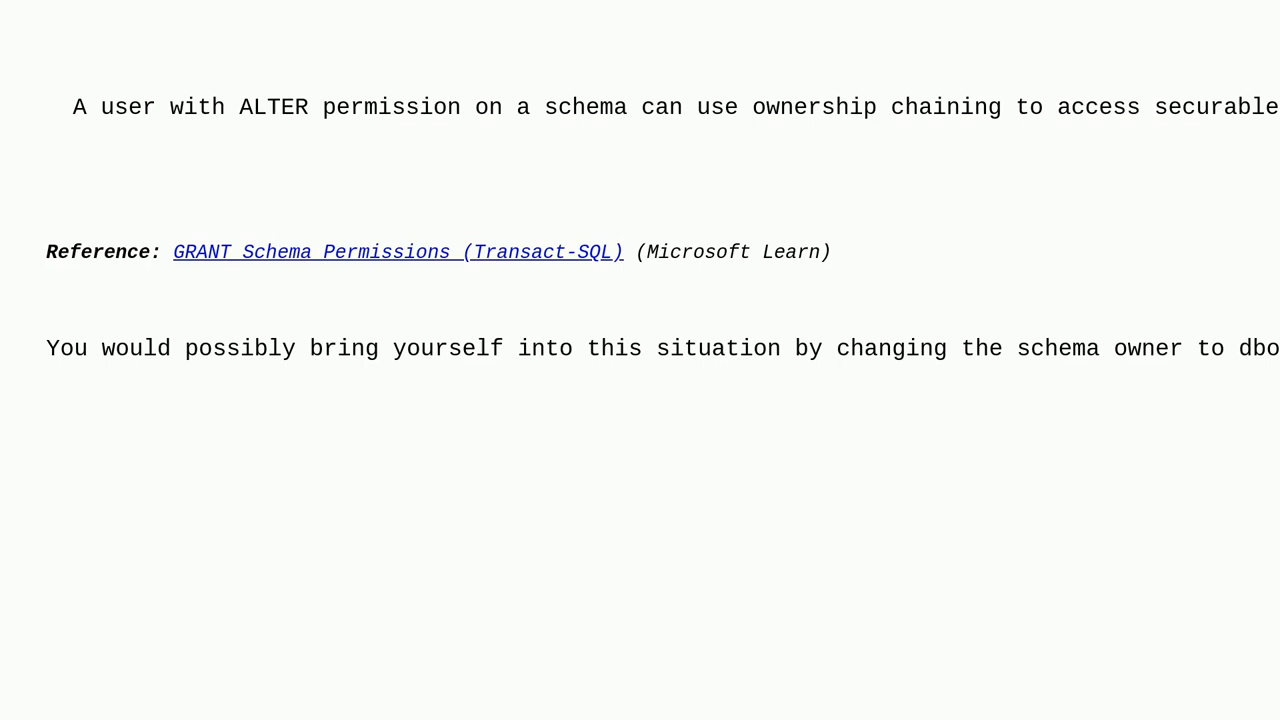 A user with ALTER permission on a schema can use ownership chaining to access securable
Reference: GRANT Schema Permissions (Transact-SQL) (Microsoft Learn)
You would possibly bring yourself into this situation by changing the schema owner to dbo